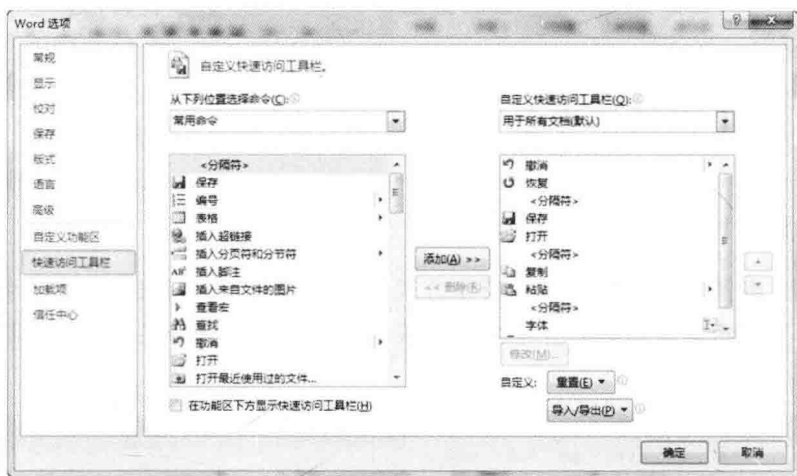 Word 选项
常规
显示
校对
保存
版式
语言
高级
自定义功能区
快速访问工具栏
加载项
信任中心
自定义快速访问工具栏。
从下列位置选择命令(C):
常用命令
<分隔符>
保存
编号
表格
插入超链接
插入分页符和分节符
插入脚注
插入来自文件的图片
查看宏
查找
撤消
打开
打开最近使用过的文件...
在功能区下方显示快速访问工具栏(H)
添加(A) >>
<< 删除(R)
自定义快速访问工具栏(Q):
用于所有文档(默认)
撤消
恢复
<分隔符>
保存
打开
<分隔符>
复制
粘贴
<分隔符>
字体
修改(M)...
自定义: 重置(E)
导入/导出(P)
确定
取消